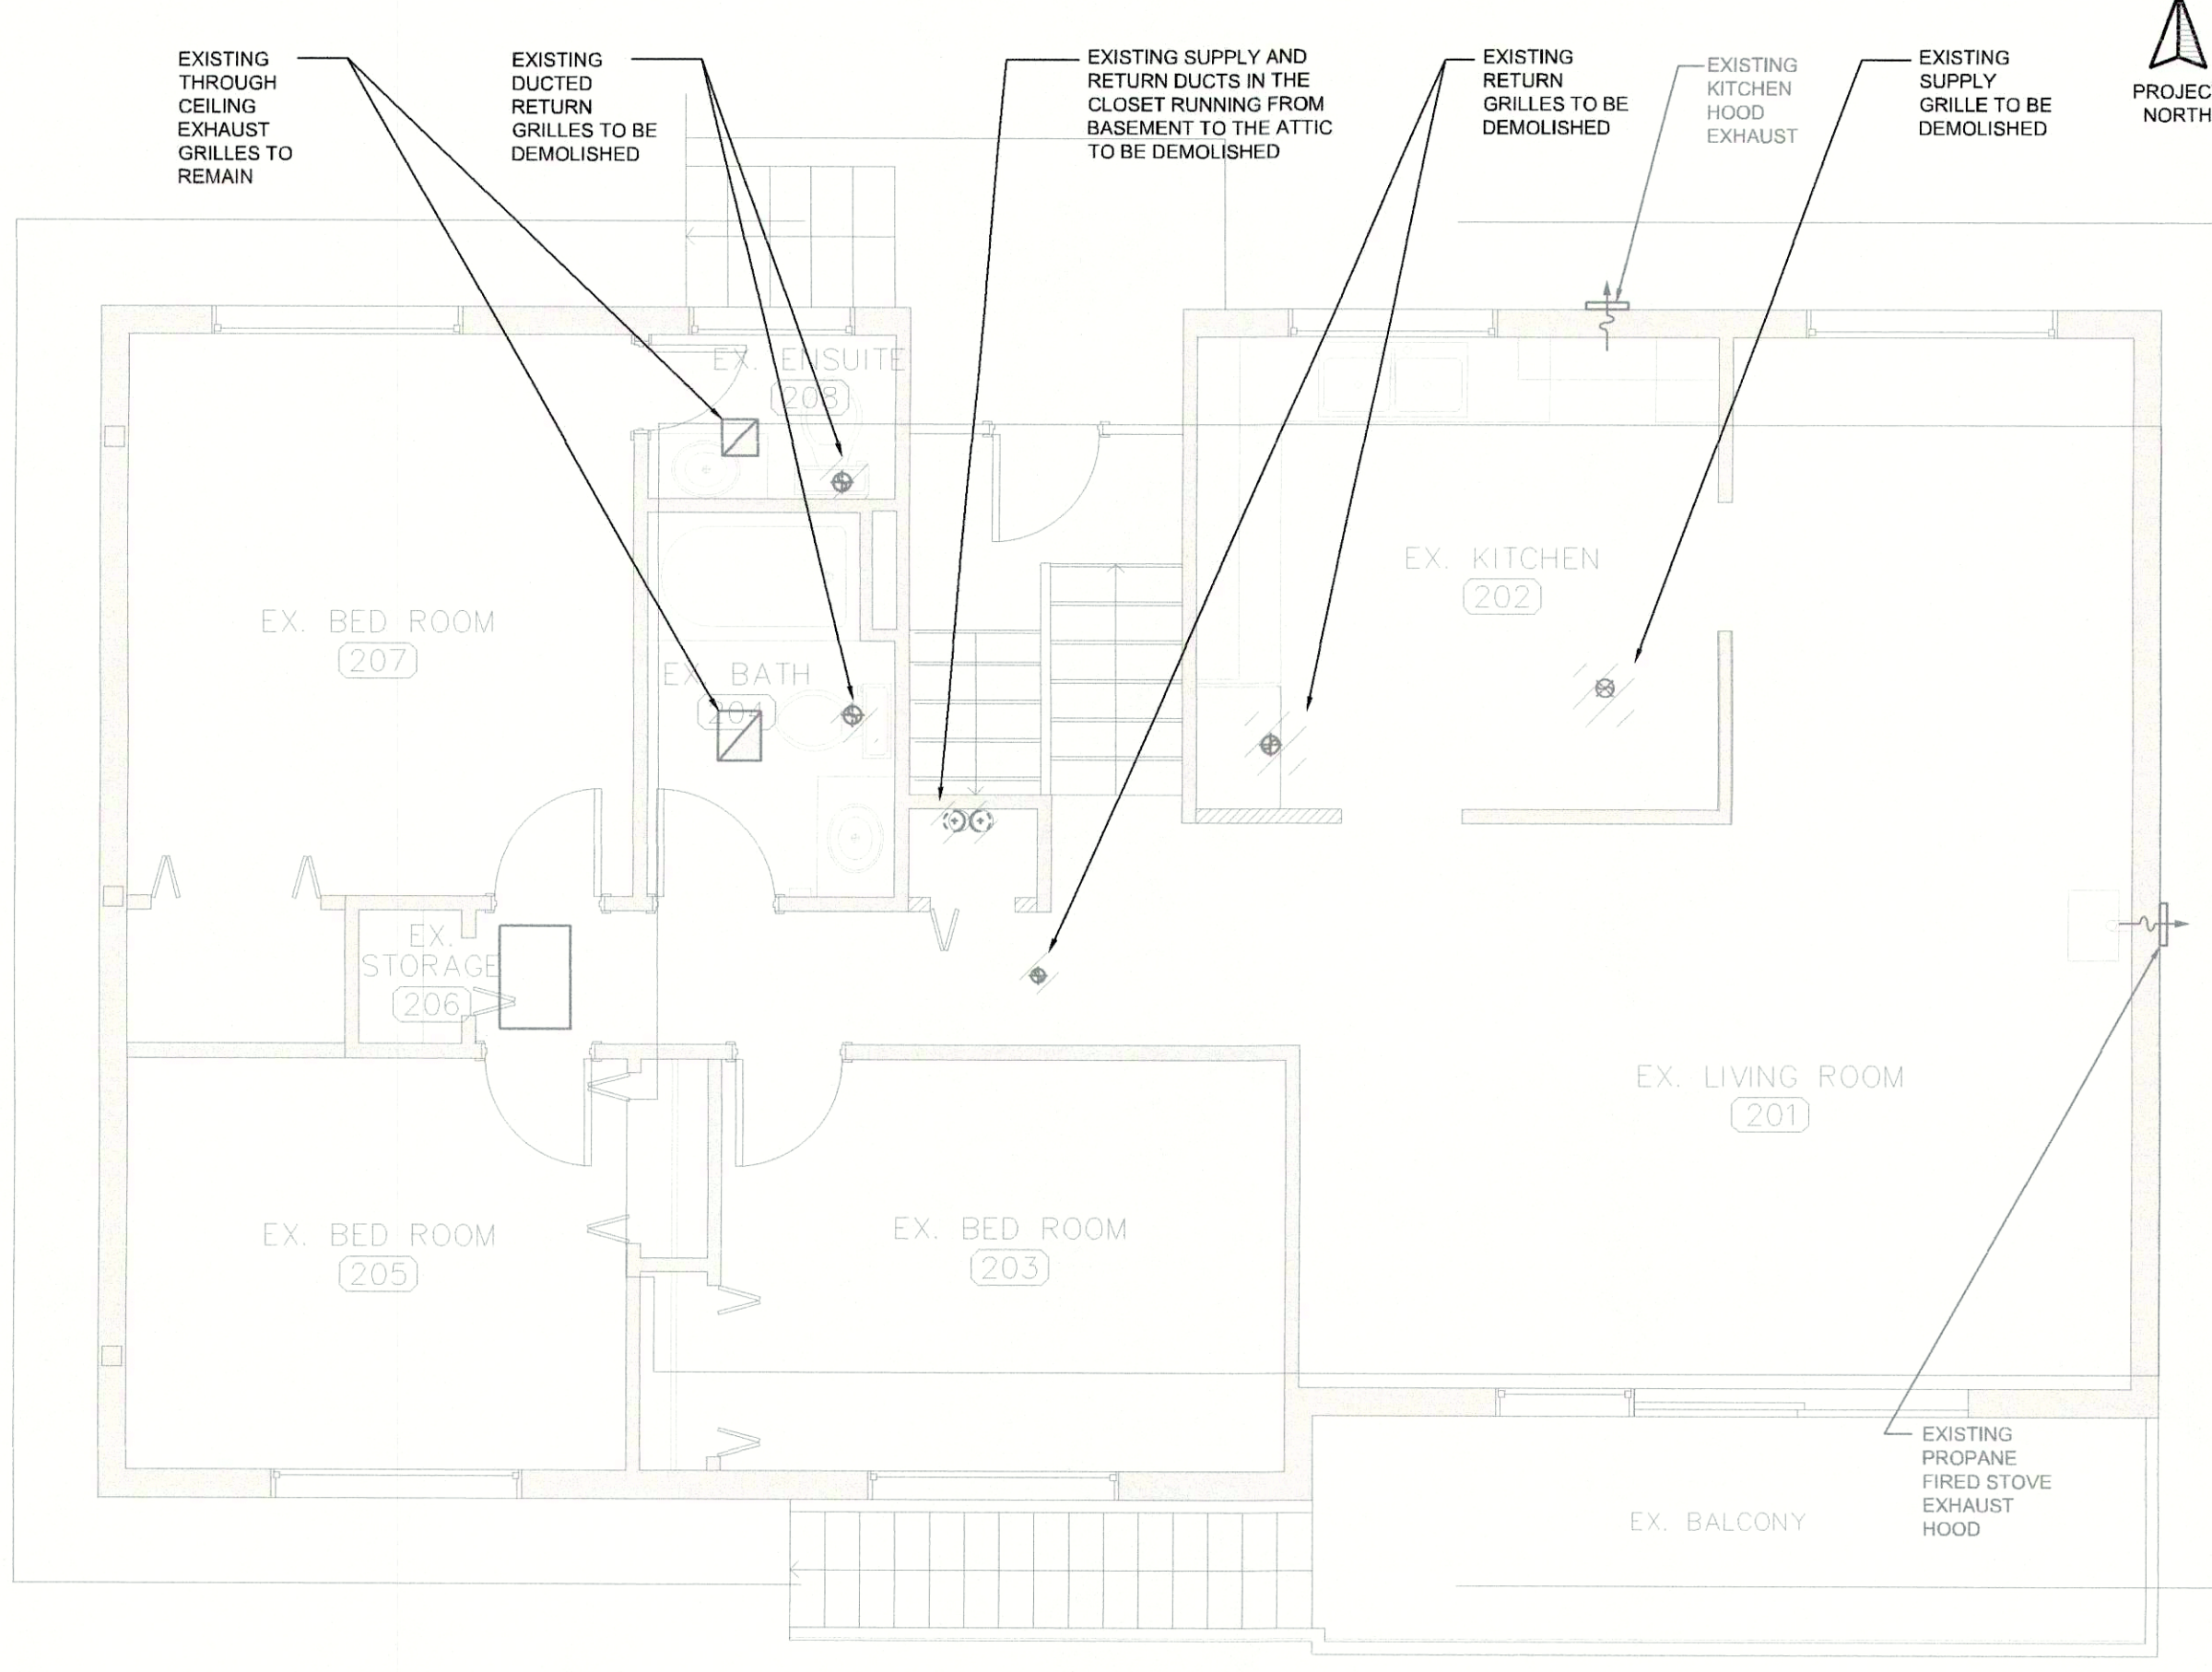 EXISTING
THROUGH
CEILING
EXHAUST
GRILLES TO
REMAIN
EXISTING
DUCTED
RETURN
GRILLES TO BE
DEMOLISHED
EXISTING SUPPLY AND
RETURN DUCTS IN THE
CLOSET RUNNING FROM
BASEMENT TO THE ATTIC
TO BE DEMOLISHED
EXISTING
RETURN
GRILLES TO BE
DEMOLISHED
EXISTING
KITCHEN
HOOD
EXHAUST
EXISTING
SUPPLY
GRILLE TO BE
DEMOLISHED
PROJEC
NORTH
EX. ENSUITE
208
EX. KITCHEN
202
EX. BED ROOM
207
EX. BATH
204
EX.
STORAGE
206
EX. LIVING ROOM
201
EX. BED ROOM
205
EX. BED ROOM
203
EXISTING
PROPANE
FIRED STOVE
EXHAUST
HOOD
EX. BALCONY